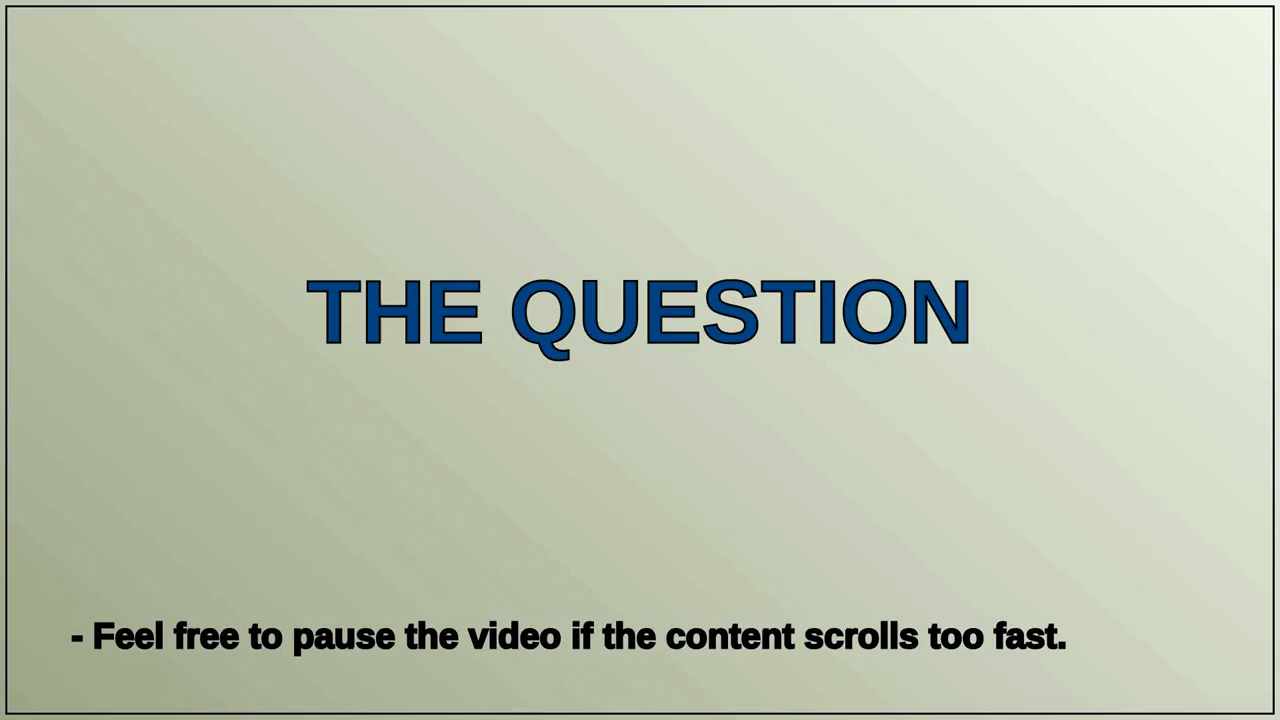 THE QUESTION
- Feel free to pause the video if the content scrolls too fast.